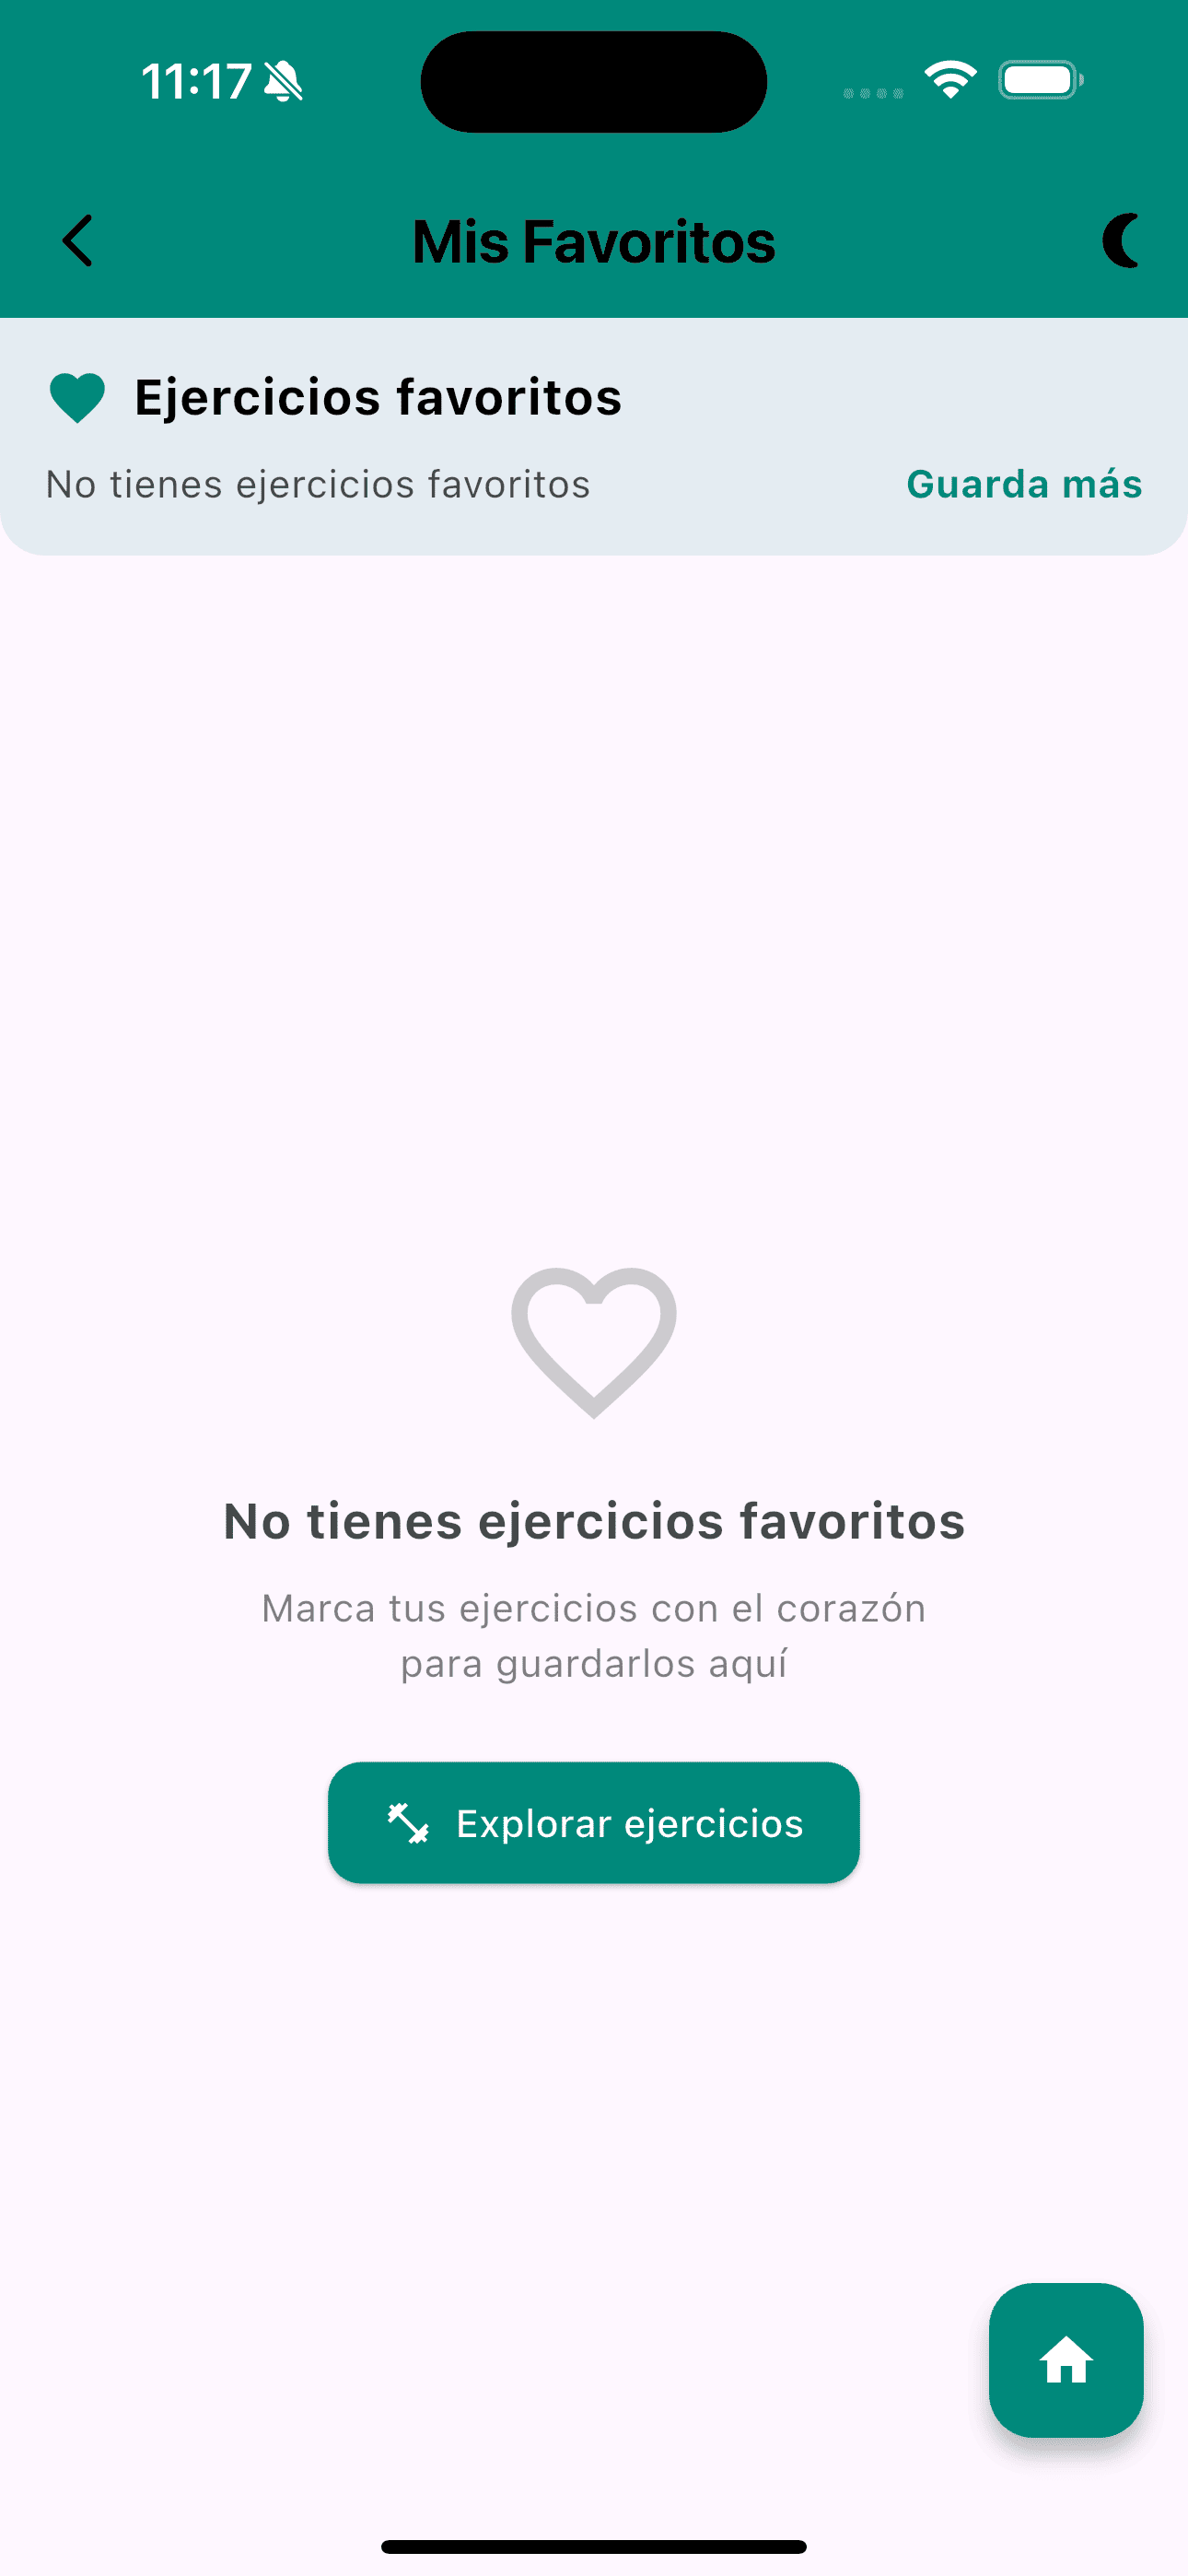 11:17
Mis Favoritos
Ejercicios favoritos
No tienes ejercicios favoritos
Guarda más
No tienes ejercicios favoritos
Marca tus ejercicios con el corazón
para guardarlos aquí
Explorar ejercicios